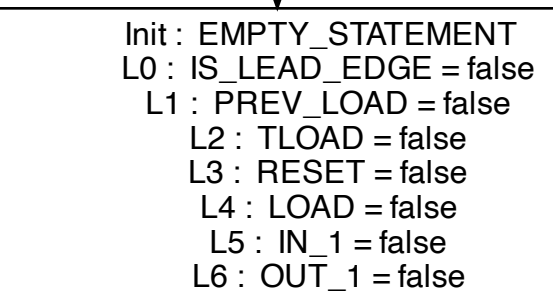 Init : EMPTY_STATEMENT
L0 : IS_LEAD_EDGE = false
L1 : PREV_LOAD = false
L2 : TLOAD = false
L3 : RESET = false
L4 : LOAD = false
L5 : IN_1 = false
L6 : OUT_1 = false